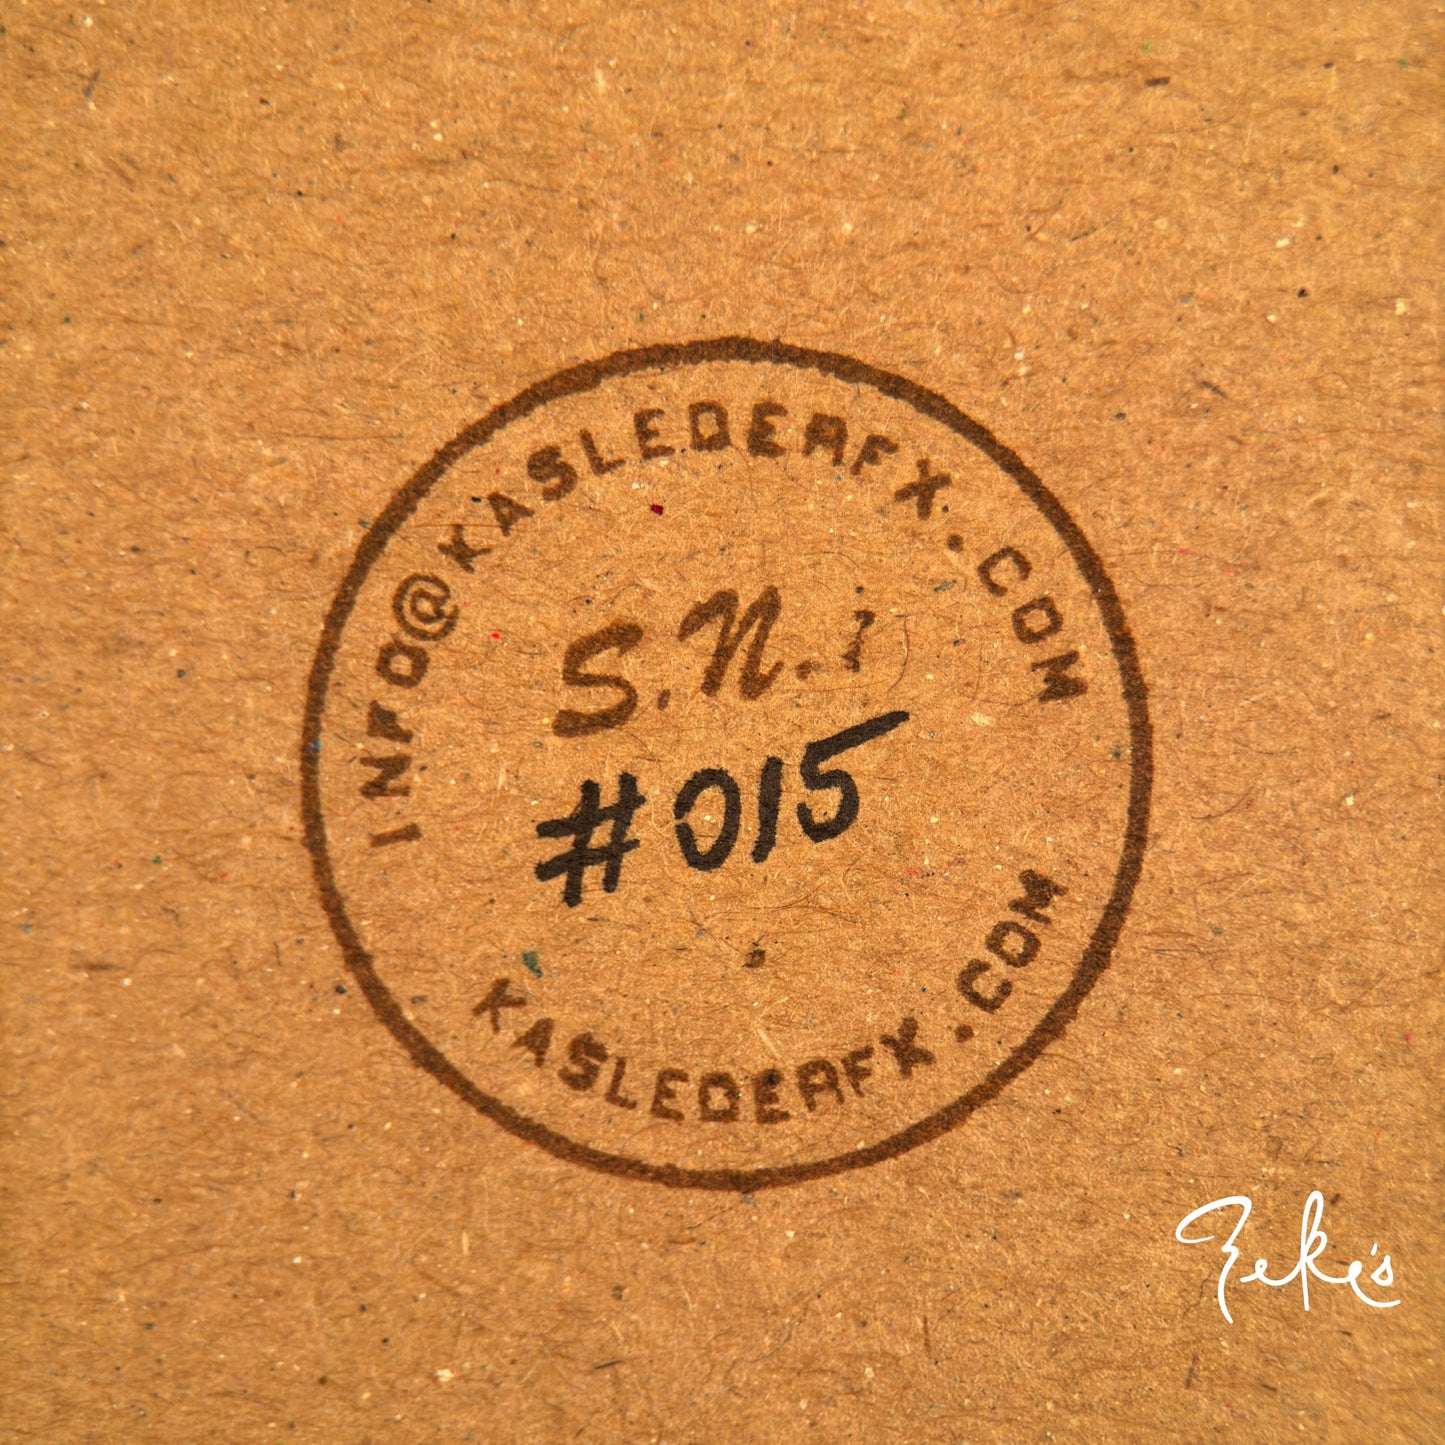 INFO@KASLEDERFX.COM
S.N.:
#015
KASLEDERFX.COM
Zeke's